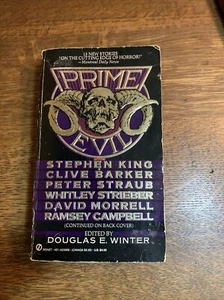 13 NEW STORIES
"ON THE CUTTING EDGE OF HORROR!"
—Montreal Daily News
PRIME
EVIL
STEPHEN KING
CLIVE BARKER
PETER STRAUB
WHITLEY STRIEBER
DAVID MORRELL
RAMSEY CAMPBELL
(CONTINUED ON BACK COVER)
EDITED BY
DOUGLAS E. WINTER
SIGNET